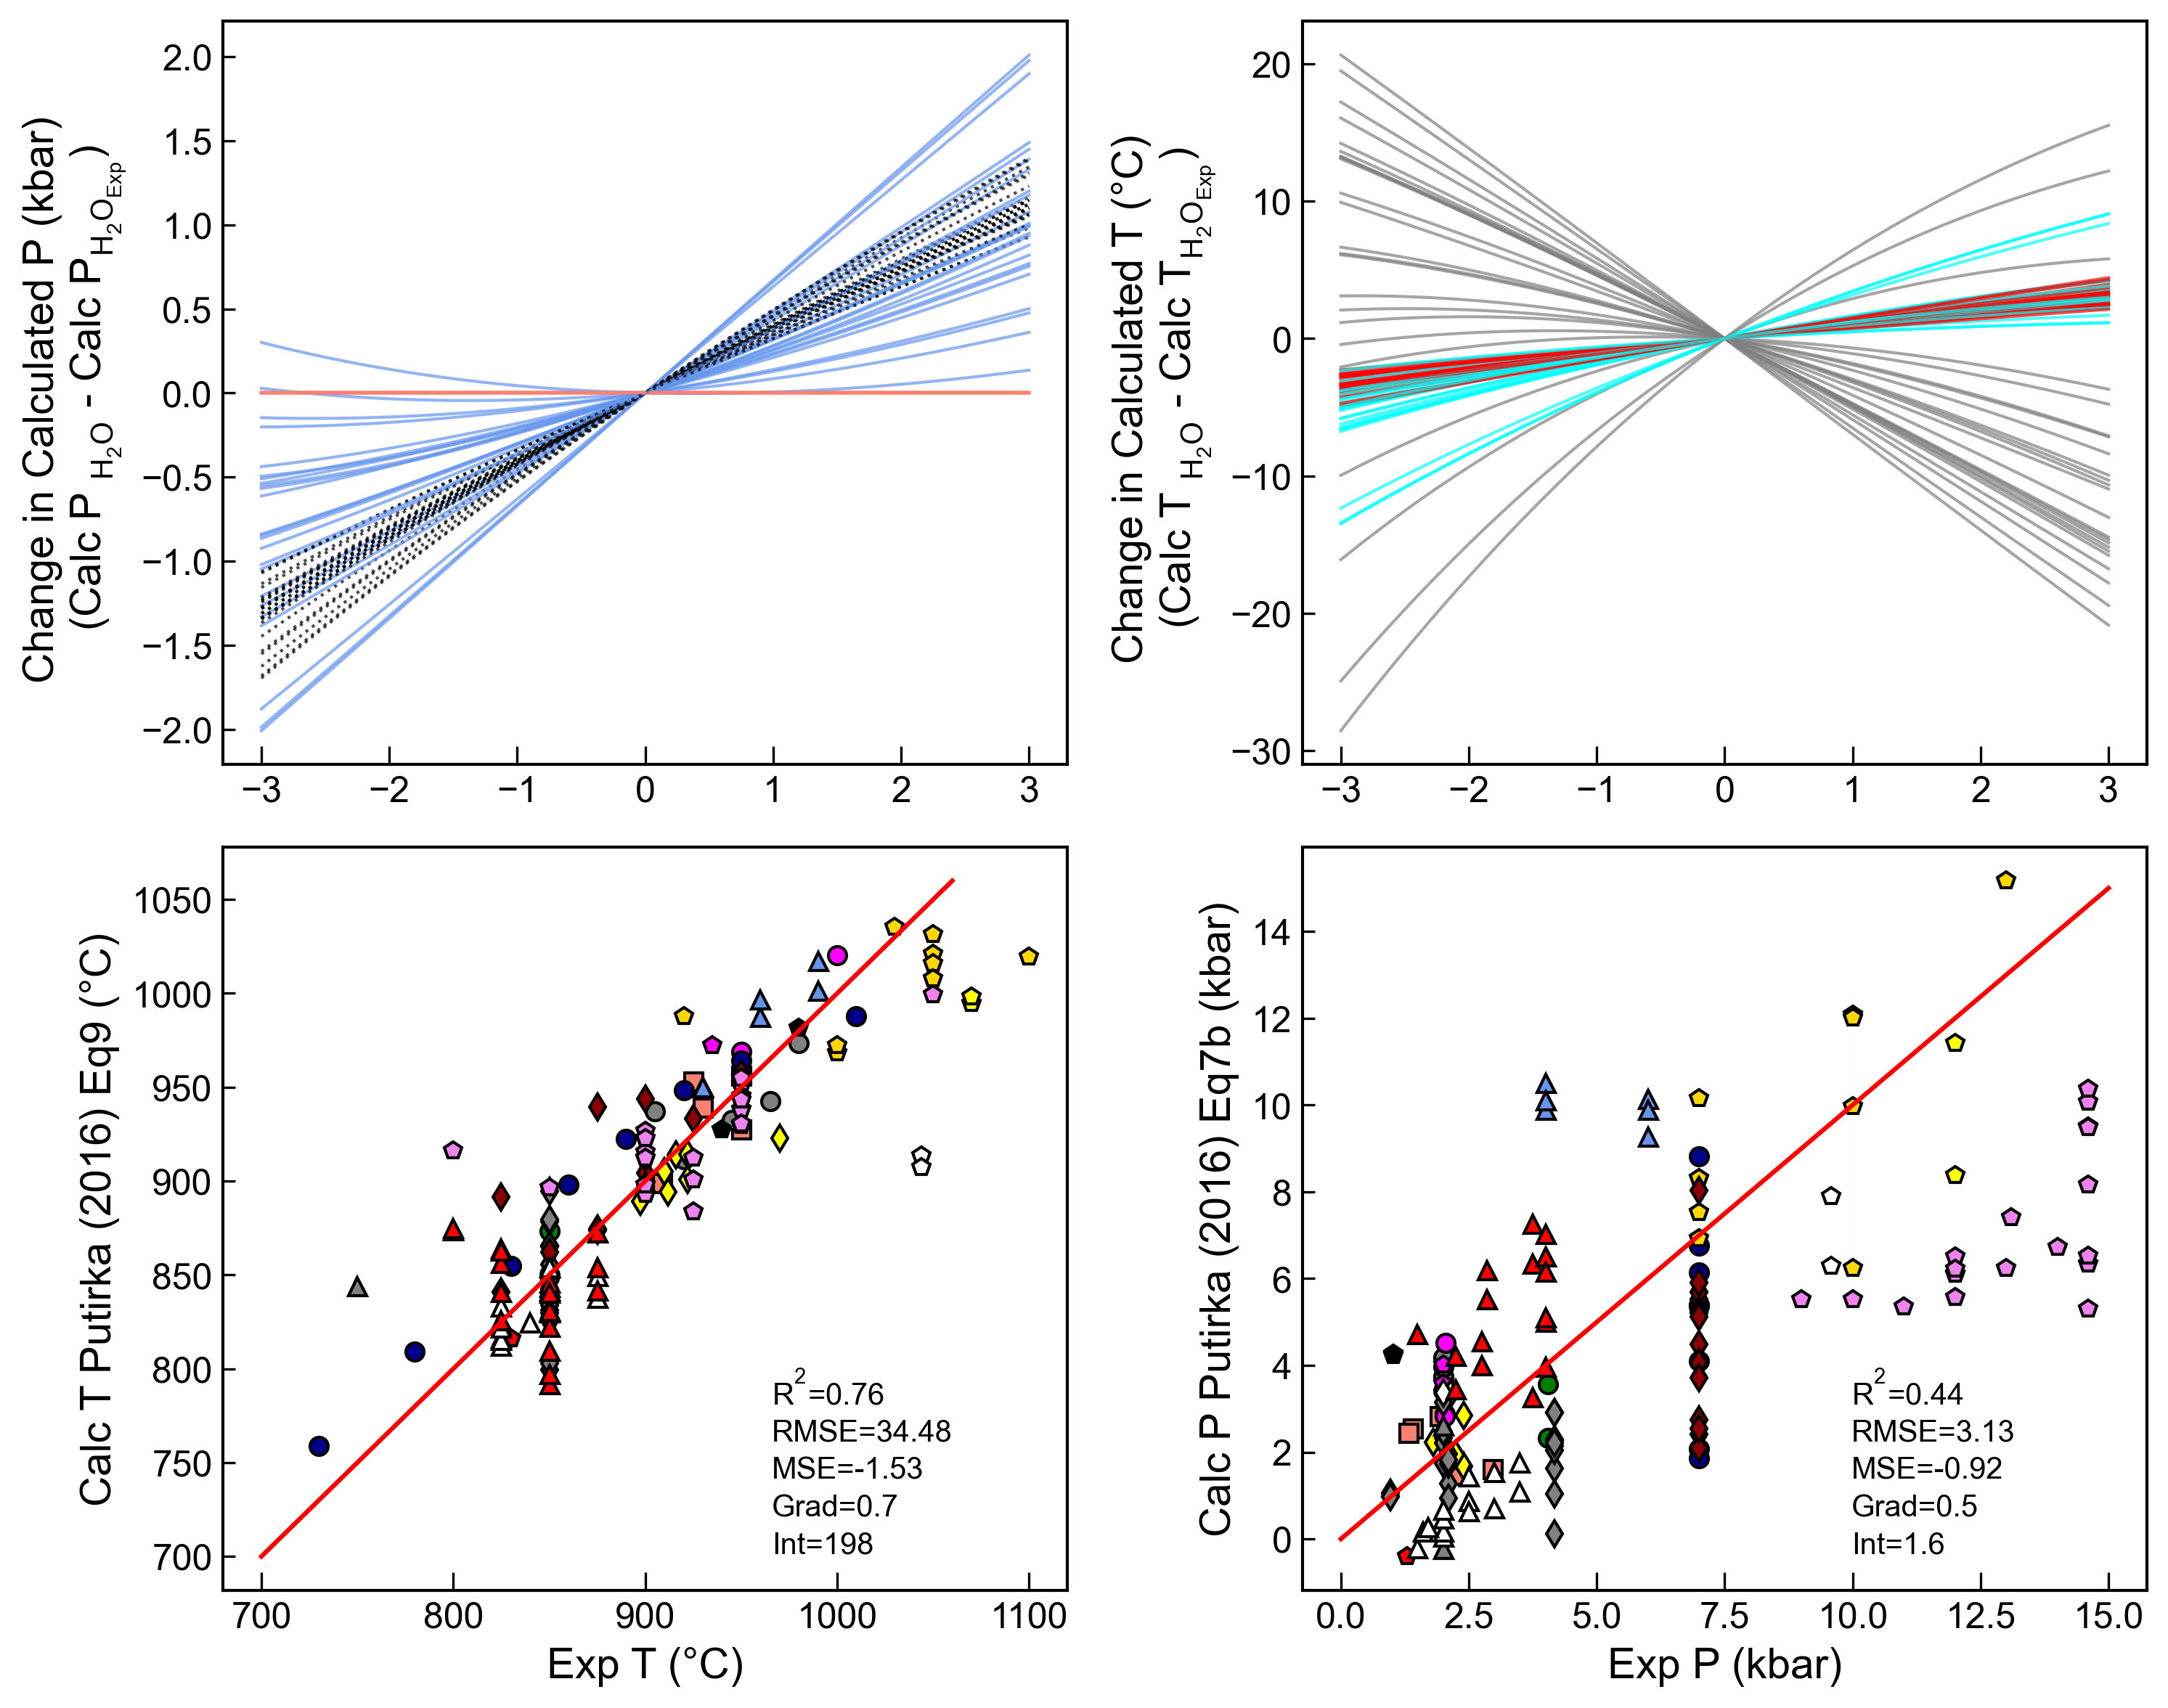 Change in Calculated P (kbar)
(Calc P H2O - Calc PH2OExp)
2.0
1.5
1.0
0.5
0.0
−0.5
−1.0
−1.5
−2.0
−3 −2 −1 0 1 2 3
Change in Calculated T (°C)
(Calc T H2O - Calc TH2OExp)
20
10
0
−10
−20
−30
−3 −2 −1 0 1 2 3
Calc T Putirka (2016) Eq9 (°C)
1050
1000
950
900
850
800
750
700
R2=0.76
RMSE=34.48
MSE=-1.53
Grad=0.7
Int=198
700 800 900 1000 1100
Exp T (°C)
Calc P Putirka (2016) Eq7b (kbar)
14
12
10
8
6
4
2
0
R2=0.44
RMSE=3.13
MSE=-0.92
Grad=0.5
Int=1.6
0.0 2.5 5.0 7.5 10.0 12.5 15.0
Exp P (kbar)